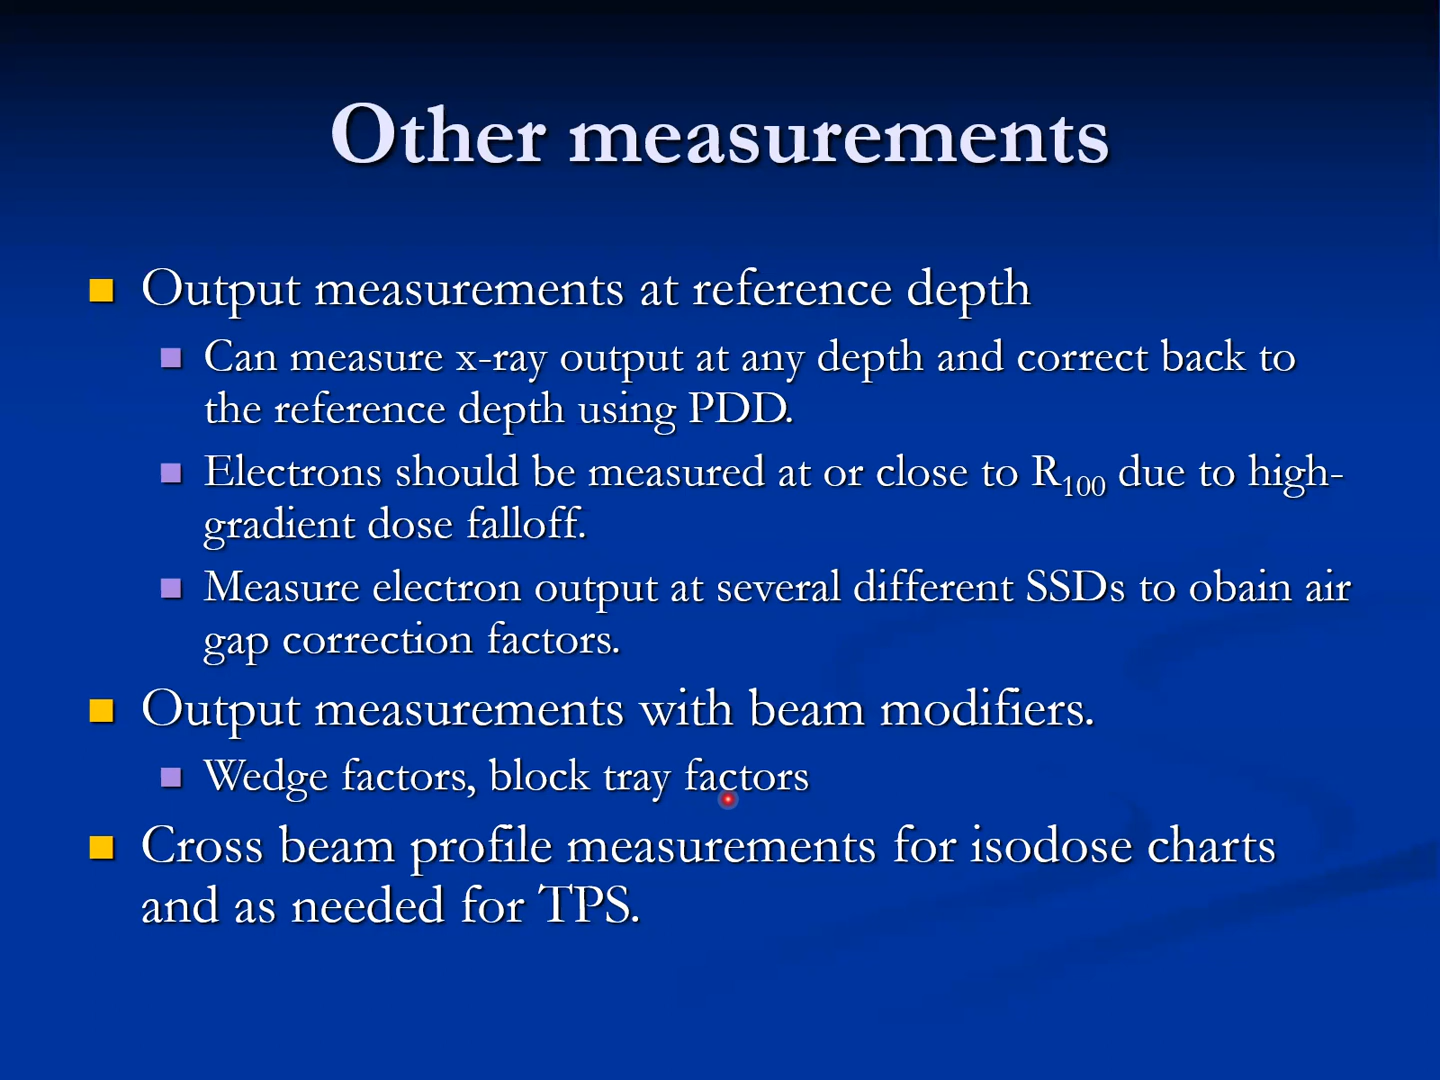 Other measurements
Output measurements at reference depth
Can measure x-ray output at any depth and correct back to
the reference depth using PDD.
Electrons should be measured at or close to R100 due to high-
gradient dose falloff.
Measure electron output at several different SSDs to obain air
gap correction factors.
Output measurements with beam modifiers.
Wedge factors, block tray factors
Cross beam profile measurements for isodose charts
and as needed for TPS.